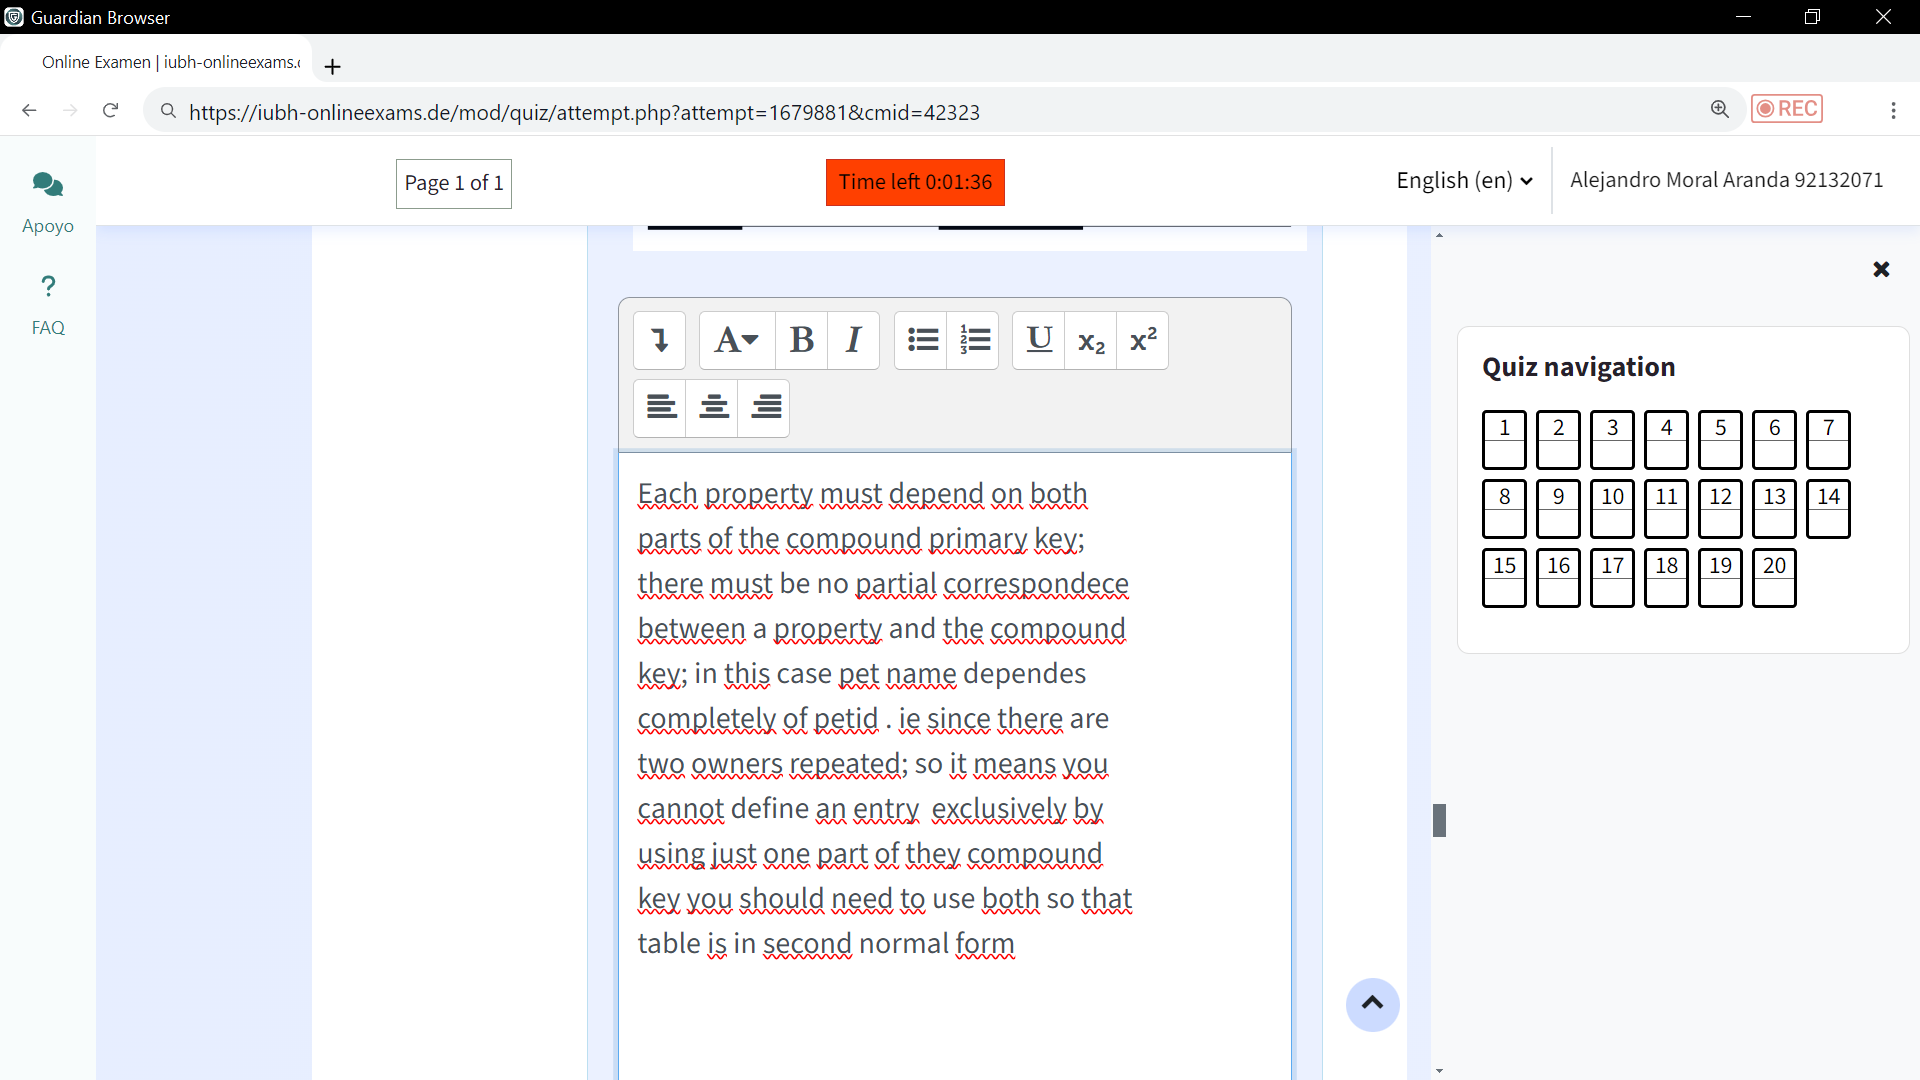 Guardian Browser
Online Examen | iubh-onlineexams.
https://iubh-onlineexams.de/mod/quiz/attempt.php?attempt=1679881&cmid=42323
REC
Page 1 of 1
Time left 0:01:36
English (en)
Alejandro Moral Aranda 92132071
Apoyo
?
FAQ
A B I U x₂ x²
Each property must depend on both
parts of the compound primary key;
there must be no partial correspondece
between a property and the compound
key; in this case pet name dependes
completely of petid . ie since there are
two owners repeated; so it means you
cannot define an entry  exclusively by
using just one part of they compound
key you should need to use both so that
table is in second normal form
Quiz navigation
1 2 3 4 5 6 7
8 9 10 11 12 13 14
15 16 17 18 19 20